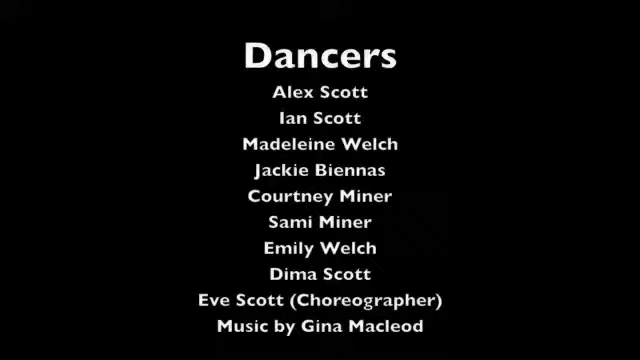 Dancers
Alex Scott
Ian Scott
Madeleine Welch
Jackie Biennas
Courtney Miner
Sami Miner
Emily Welch
Dima Scott
Eve Scott (Choreographer)
Music by Gina Macleod